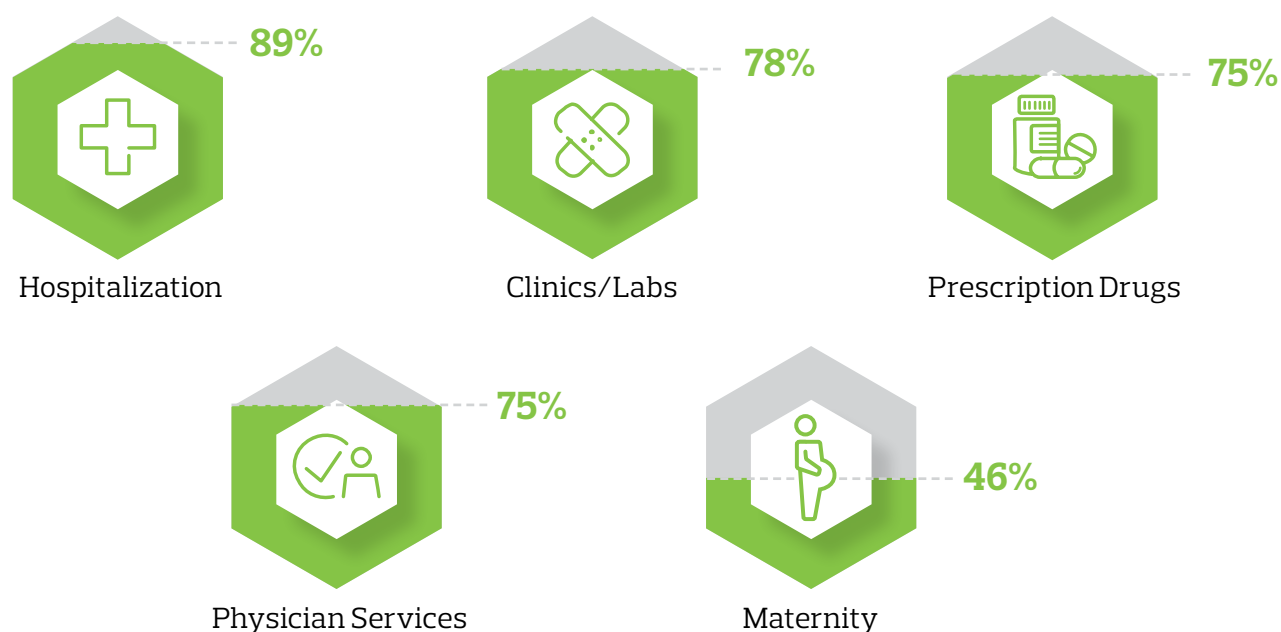 89%
78%
75%
Hospitalization
Clinics/Labs
Prescription Drugs
75%
46%
Physician Services
Maternity